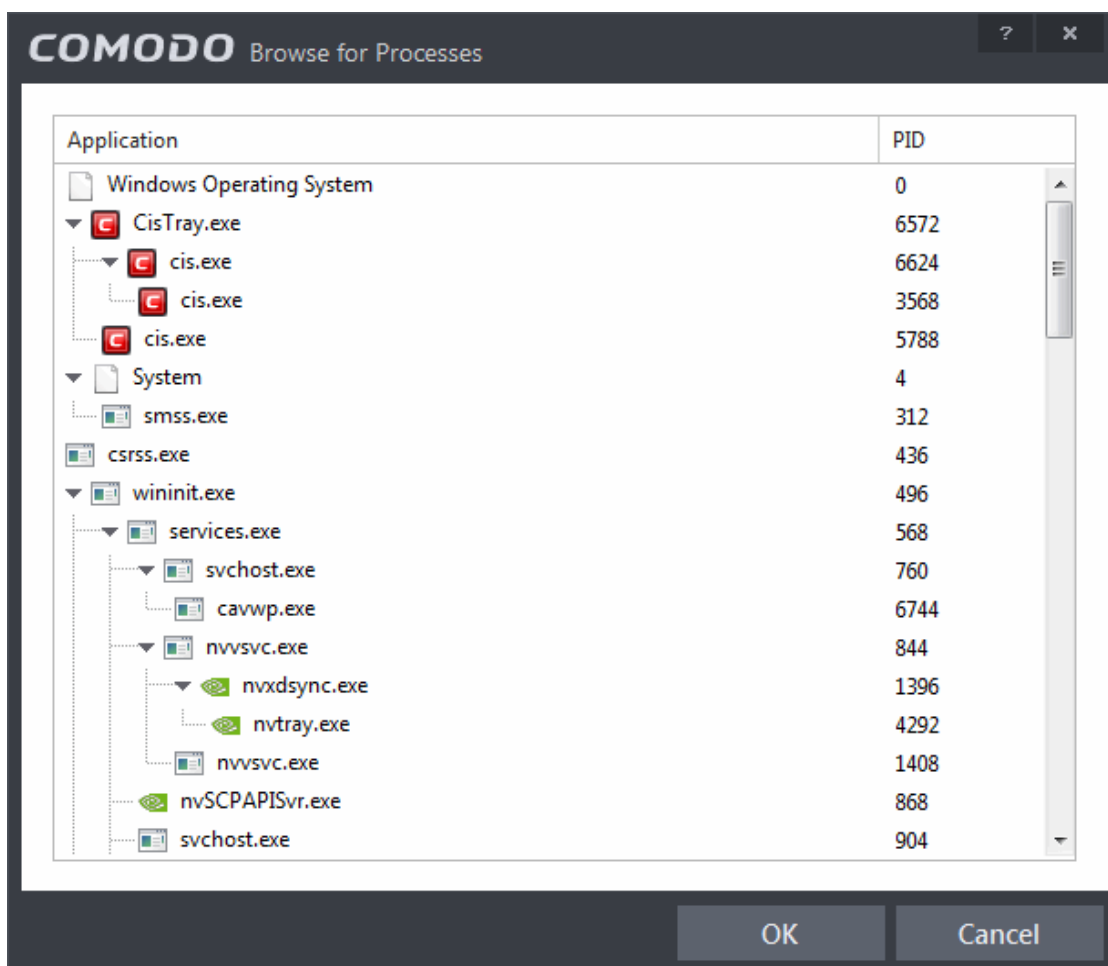 COMODO Browse for Processes ? ×
Application PID
Windows Operating System 0
CisTray.exe 6572
cis.exe 6624
cis.exe 3568
cis.exe 5788
System 4
smss.exe 312
csrss.exe 436
wininit.exe 496
services.exe 568
svchost.exe 760
cavwp.exe 6744
nvvsvc.exe 844
nvxdsync.exe 1396
nvtray.exe 4292
nvvsvc.exe 1408
nvSCPAPISvr.exe 868
svchost.exe 904
OK Cancel